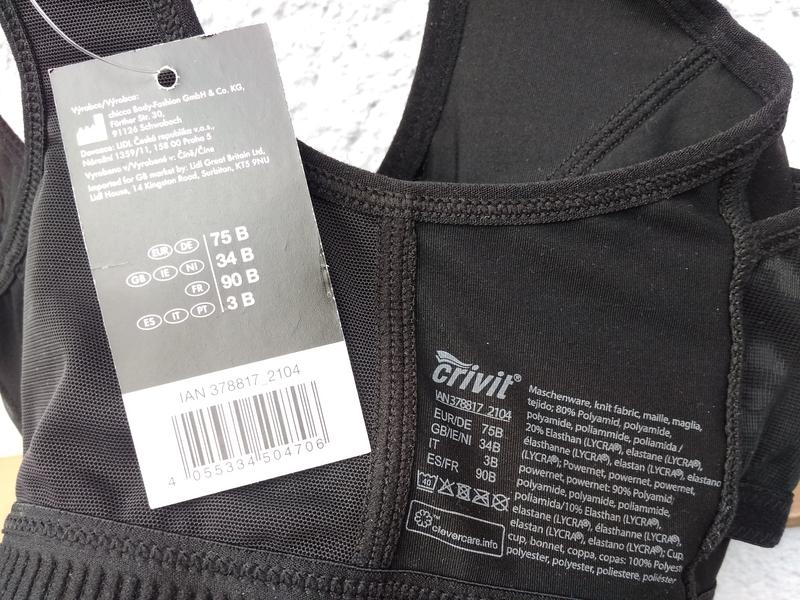 Výrobce/Výrobca:
chicca Body-Fashion GmbH & Co. KG,
Fürther Str. 30,
91126 Schwabach
Dovozce: LIDL Česká republika v.o.s.,
Nárožní 1359/11, 158 00 Praha 5
Vyrobeno v/Vyrobené v: Číně/Číne
Imported for GB market by: Lidl Great Britain Ltd,
Lidl House, 14 Kingston Road, Surbiton, KT5 9NU
EUR DE 75 B
GB IE NI 34 B
FR 90 B
ES IT PT 3 B
IAN 378817_2104
4 055334 504706
crivit®
IAN 378817_2104
EUR/DE 75B
GB/IE/NI 34B
IT 3B
ES/FR 90B
40
clevercare.info
Maschenware, knit fabric, maille, maglia,
tejido: 80% Polyamid, polyamide,
polyamide, poliammide, poliamida /
20% Elasthan (LYCRA®), elastane (LYCRA®),
élasthanne (LYCRA®), elastan (LYCRA®), elastano
(LYCRA®); Powernet, powernet, powernet,
powernet, powernet: 90% Polyamid,
polyamide, polyamide, poliammide,
poliamida/10% Elasthan (LYCRA®),
elastane (LYCRA®), élasthanne (LYCRA®),
elastan (LYCRA®), elastano (LYCRA®); Cup,
cup, bonnet, coppa, copas: 100% Polyest
polyester, polyester, poliestere, poliéster